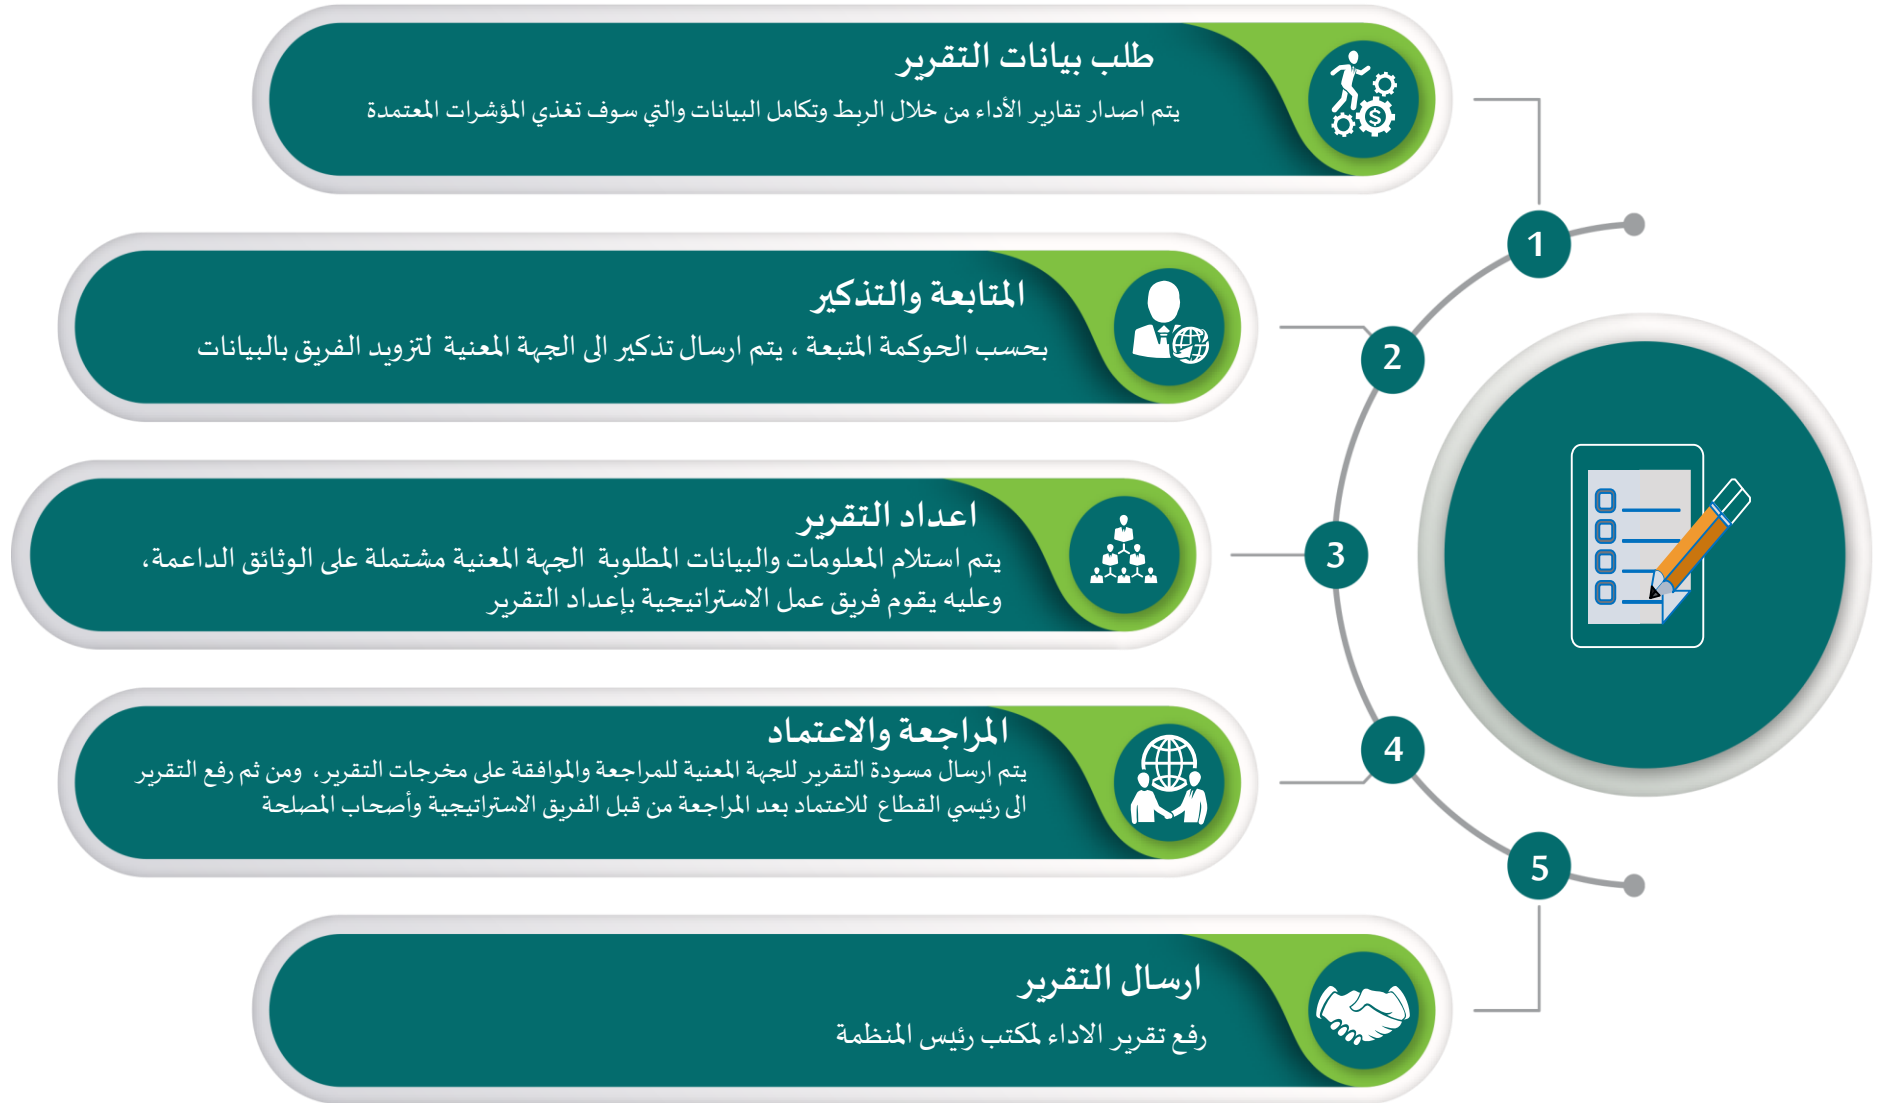 طلب بيانات التقرير
يتم اصدار تقارير الأداء من خلال الربط وتكامل البيانات والتي سوف تغذي المؤشرات المعتمدة
1
المتابعة والتذكير
بحسب الحوكمة المتبعة ، يتم ارسال تذكير الى الجهة المعنية لتزويد الفريق بالبيانات
2
اعداد التقرير
يتم استلام المعلومات والبيانات المطلوبة الجهة المعنية مشتملة على الوثائق الداعمة،
وعليه يقوم فريق عمل الاستراتيجية بإعداد التقرير
3
المراجعة والاعتماد
يتم ارسال مسودة التقرير للجهة المعنية للمراجعة والموافقة على مخرجات التقرير، ومن ثم رفع التقرير
الى رئيسي القطاع للاعتماد بعد المراجعة من قبل الفريق الاستراتيجية وأصحاب المصلحة
4
ارسال التقرير
رفع تقرير الاداء لمكتب رئيس المنظمة
5